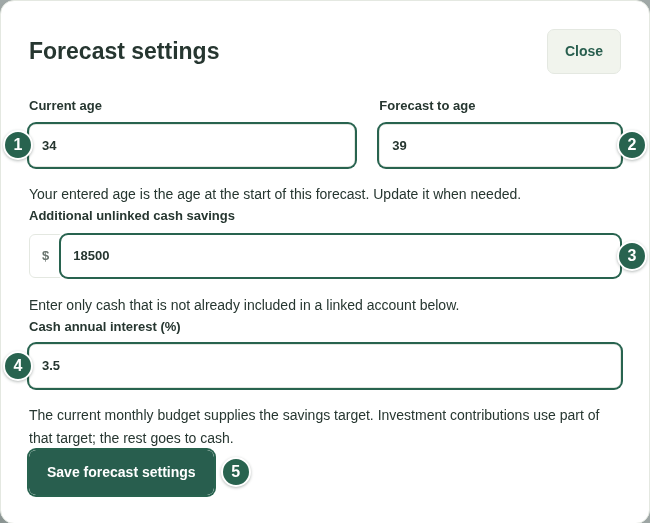 Forecast settings
Close
Current age
Forecast to age
1
34
39
2
Your entered age is the age at the start of this forecast. Update it when needed.
Additional unlinked cash savings
$
18500
3
Enter only cash that is not already included in a linked account below.
Cash annual interest (%)
4
3.5
The current monthly budget supplies the savings target. Investment contributions use part of
that target; the rest goes to cash.
Save forecast settings
5